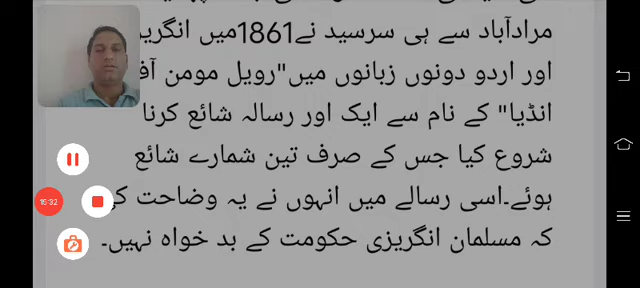 مرادآباد سے ہی سرسید نے1861میں انگریز
اور اردو دونوں زبانوں میں"رویل مومن آف
انڈیا" کے نام سے ایک اور رسالہ شائع کرنا
شروع کیا جس کے صرف تین شمارے شائع
ہوئے۔اسی رسالے میں انہوں نے یہ وضاحت
کہ مسلمان انگریزی حکومت کے بد خواہ نہیں۔
15:32